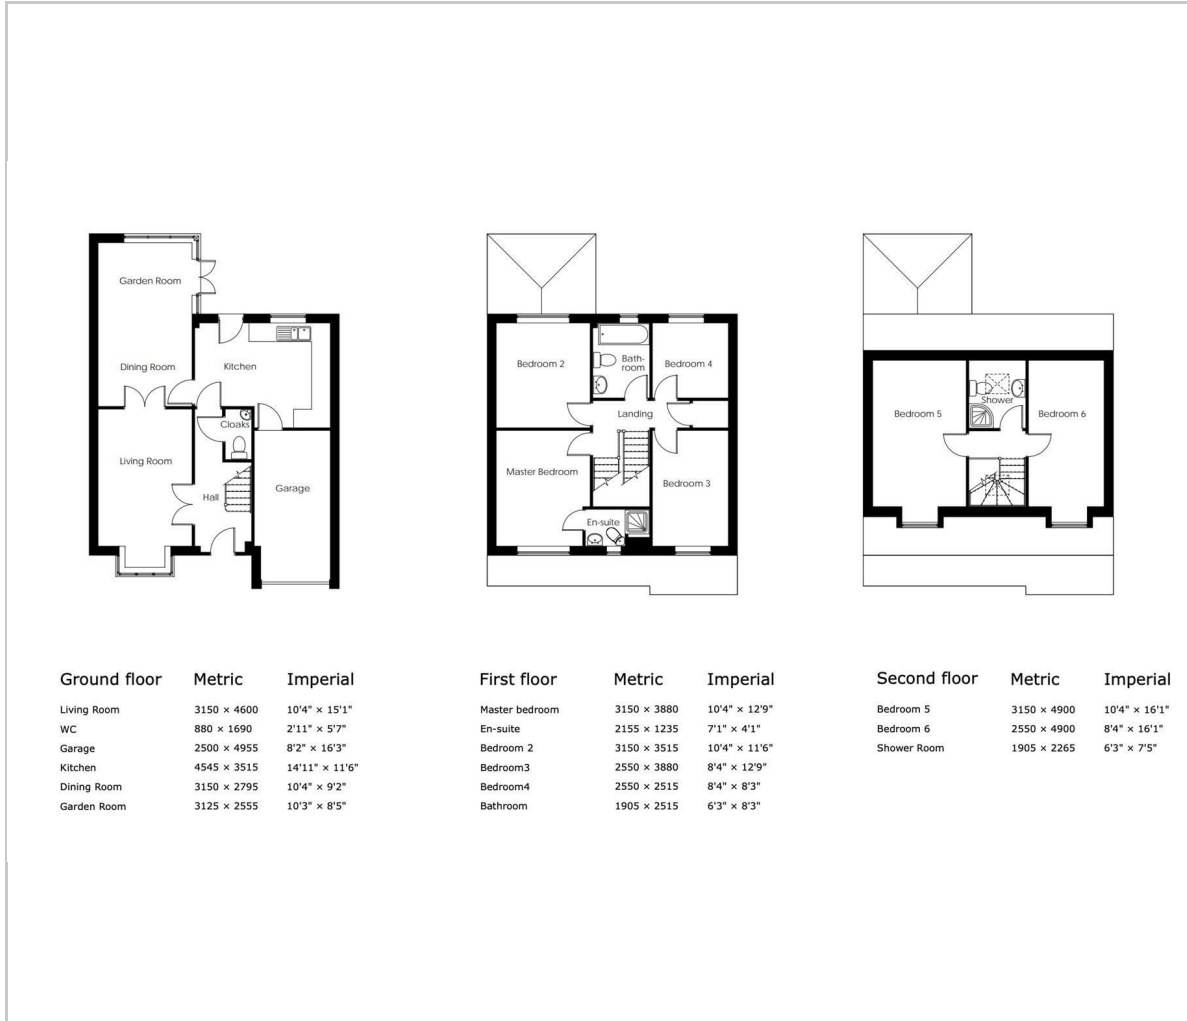 Garden Room
Dining Room
Kitchen
Cloaks
Living Room
Hall
Garage
Bedroom 2
Bath-
room
Bedroom 4
Landing
Master Bedroom
Bedroom 3
En-suite
Shower
Bedroom 5
Bedroom 6
Ground floor Metric Imperial
Living Room 3150 × 4600 10'4" × 15'1"
WC 880 × 1690 2'11" × 5'7"
Garage 2500 × 4955 8'2" × 16'3"
Kitchen 4545 × 3515 14'11" × 11'6"
Dining Room 3150 × 2795 10'4" × 9'2"
Garden Room 3125 × 2555 10'3" × 8'5"
First floor Metric Imperial
Master bedroom 3150 × 3880 10'4" × 12'9"
En-suite 2155 × 1235 7'1" × 4'1"
Bedroom 2 3150 × 3515 10'4" × 11'6"
Bedroom3 2550 × 3880 8'4" × 12'9"
Bedroom4 2550 × 2515 8'4" × 8'3"
Bathroom 1905 × 2515 6'3" × 8'3"
Second floor Metric Imperial
Bedroom 5 3150 × 4900 10'4" × 16'1"
Bedroom 6 2550 × 4900 8'4" × 16'1"
Shower Room 1905 × 2265 6'3" × 7'5"